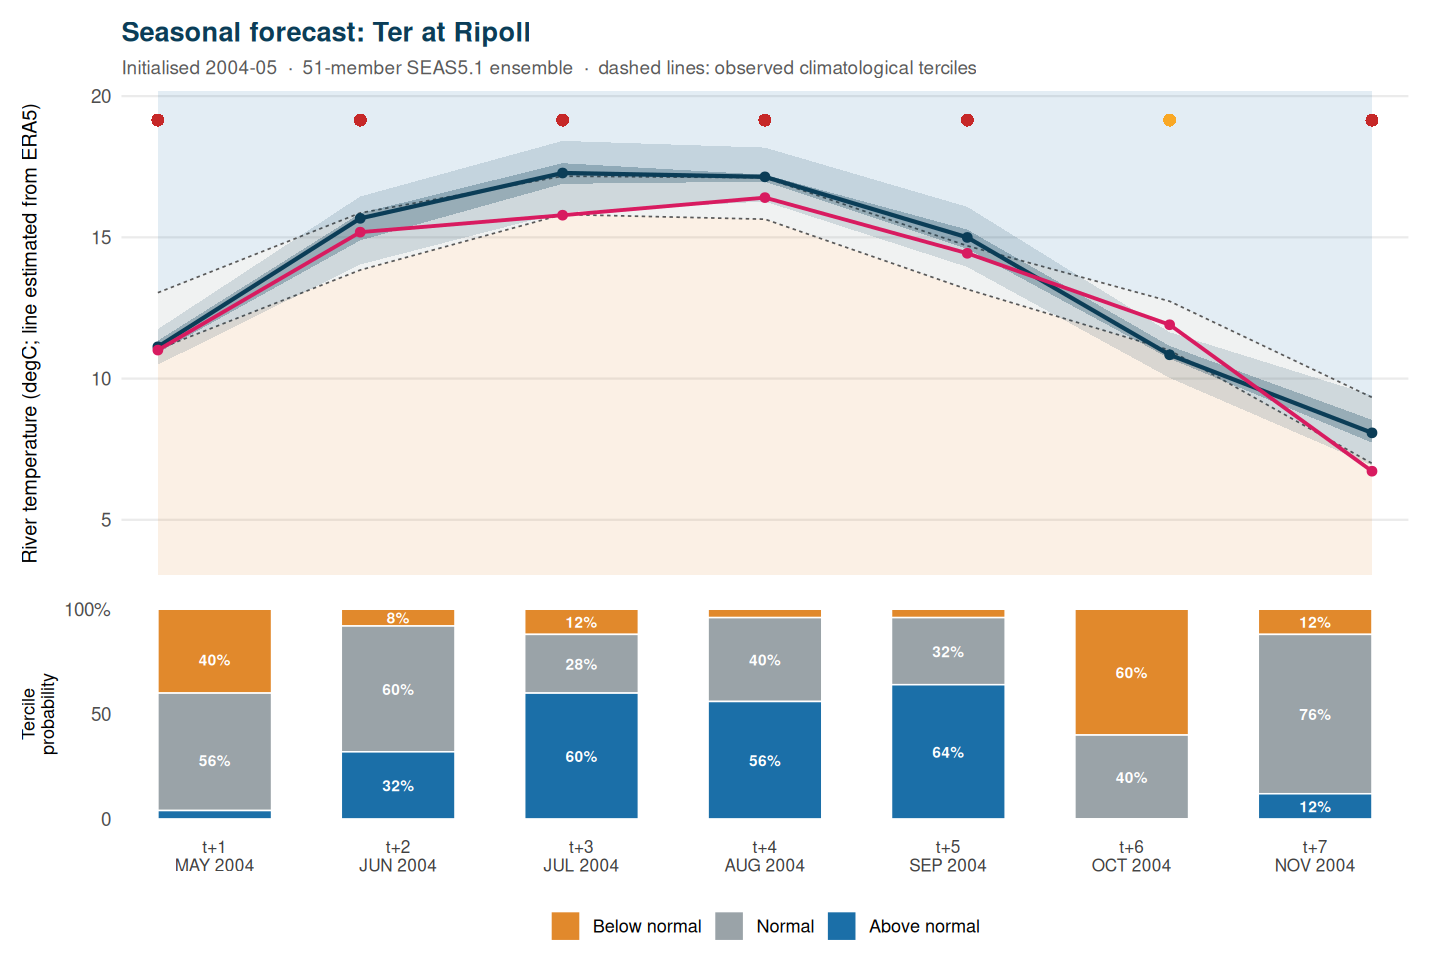 Seasonal forecast: Ter at Ripoll
Initialised 2004-05 · 51-member SEAS5.1 ensemble · dashed lines: observed climatological terciles
River temperature (degC; line estimated from ERA5)
20
15
10
5
Tercile
probability
100%
50
0
40%
56%
8%
60%
32%
12%
28%
60%
40%
56%
32%
64%
60%
40%
12%
76%
12%
t+1
MAY 2004
t+2
JUN 2004
t+3
JUL 2004
t+4
AUG 2004
t+5
SEP 2004
t+6
OCT 2004
t+7
NOV 2004
Below normal
Normal
Above normal